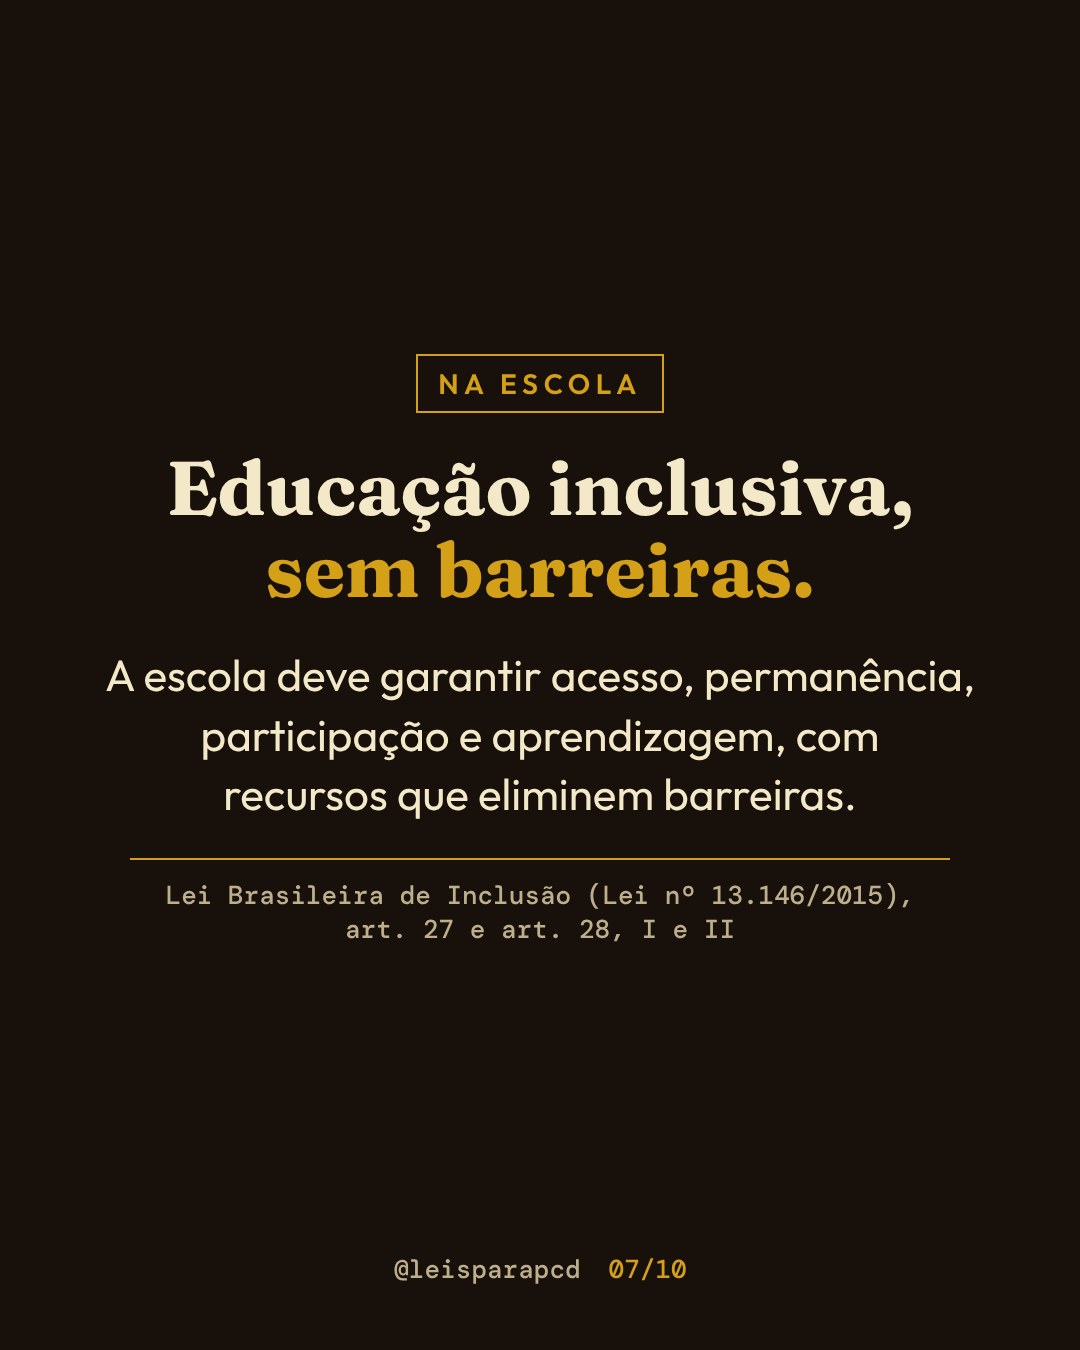 NA ESCOLA
Educação inclusiva,
sem barreiras.
A escola deve garantir acesso, permanência,
participação e aprendizagem, com
recursos que eliminem barreiras.
Lei Brasileira de Inclusão (Lei nº 13.146/2015),
art. 27 e art. 28, I e II
@leisparapcd 07/10